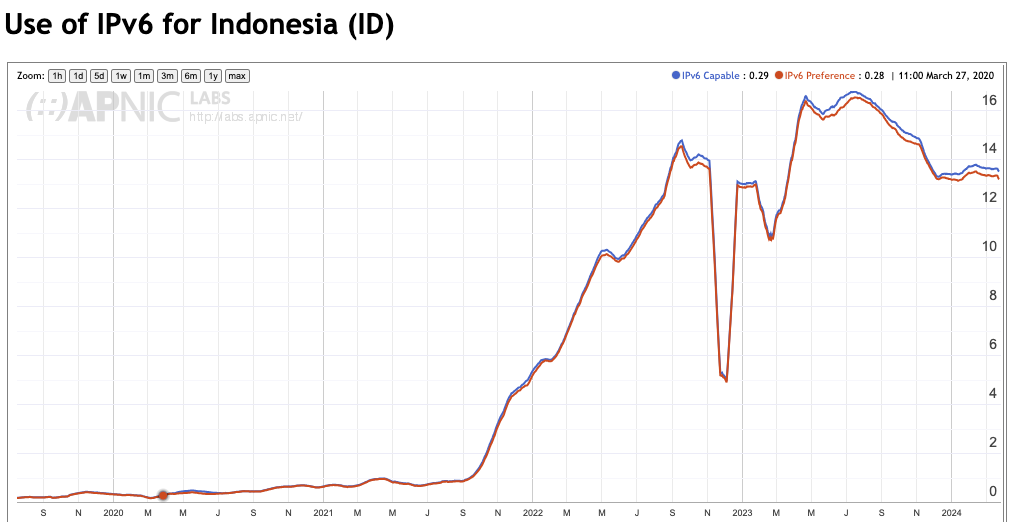 Use of IPv6 for Indonesia (ID)
Zoom: 1h 1d 5d 1w 1m 3m 6m 1y max
IPv6 Capable : 0.29 IPv6 Preference : 0.28 | 11:00 March 27, 2020
(::) APNIC LABS
http://labs.apnic.net/
16
14
12
10
8
6
4
2
0
S N 2020 M M J S N 2021 M M J S N 2022 M M J S N 2023 M M J S N 2024